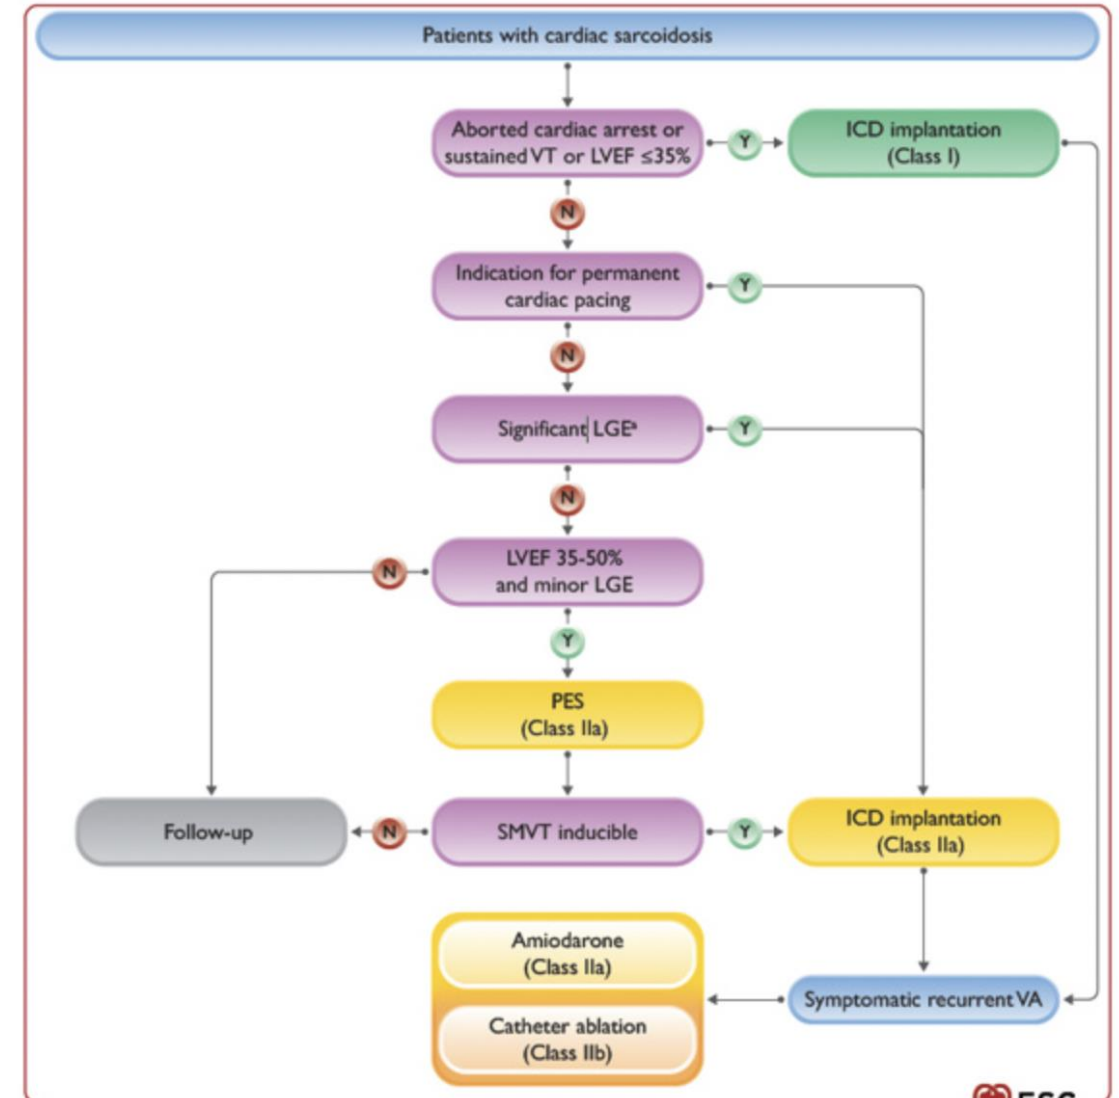 Patients with cardiac sarcoidosis
Aborted cardiac arrest or
sustained VT or LVEF ≤35%
Y
ICD implantation
(Class I)
N
Indication for permanent
cardiac pacing
Y
N
Significant LGEᵃ
Y
N
LVEF 35-50%
and minor LGE
N
Y
PES
(Class IIa)
Follow-up
N
SMVT inducible
Y
ICD implantation
(Class IIa)
Amiodarone
(Class IIa)
Symptomatic recurrent VA
Catheter ablation
(Class IIb)
ESC